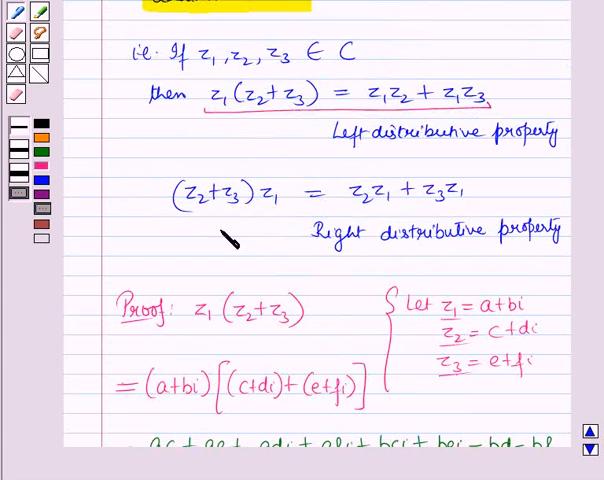 i.e. If z₁, z₂, z₃ ∈ C
then z₁(z₂+z₃) = z₁z₂ + z₁z₃
Left distributive property
(z₂+z₃)z₁ = z₂z₁ + z₃z₁
Right distributive property
Proof: z₁(z₂+z₃)
{ Let z₁ = a+bi
z₂ = c+di
z₃ = e+fi
= (a+bi)[(c+di)+(e+fi)]